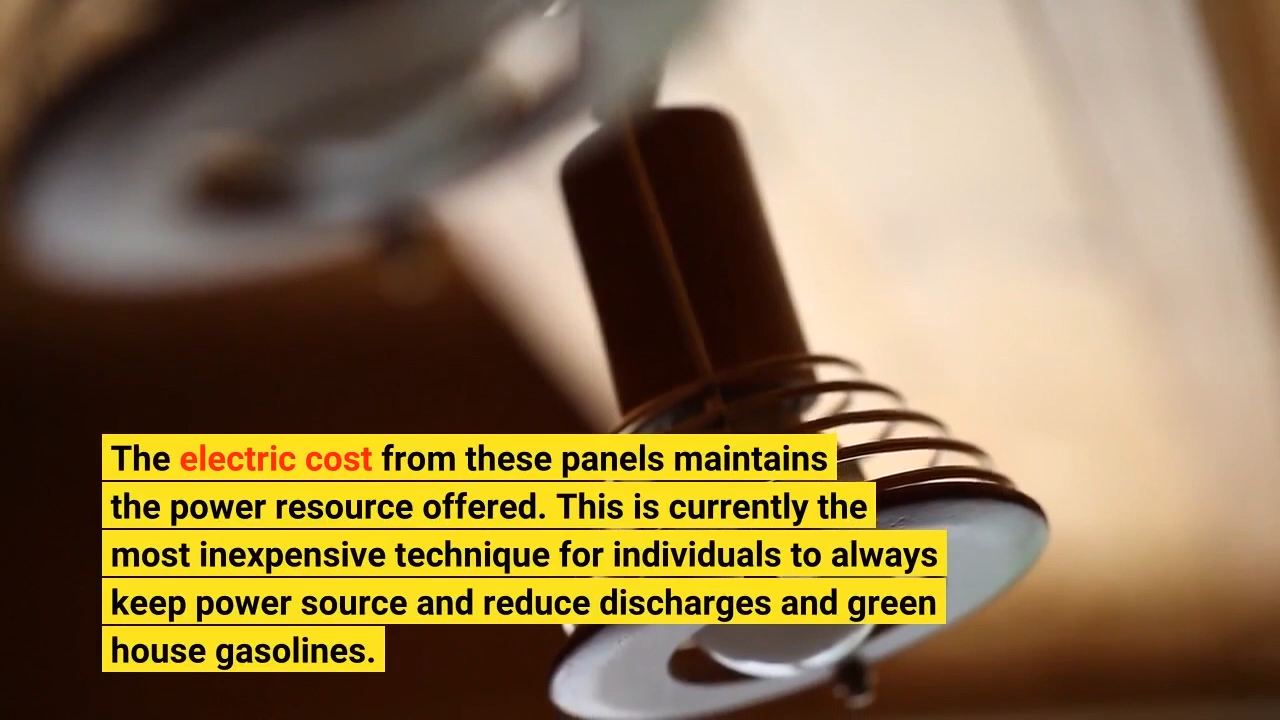 The electric cost from these panels maintains
the power resource offered. This is currently the
most inexpensive technique for individuals to always
keep power source and reduce discharges and green
house gasolines.